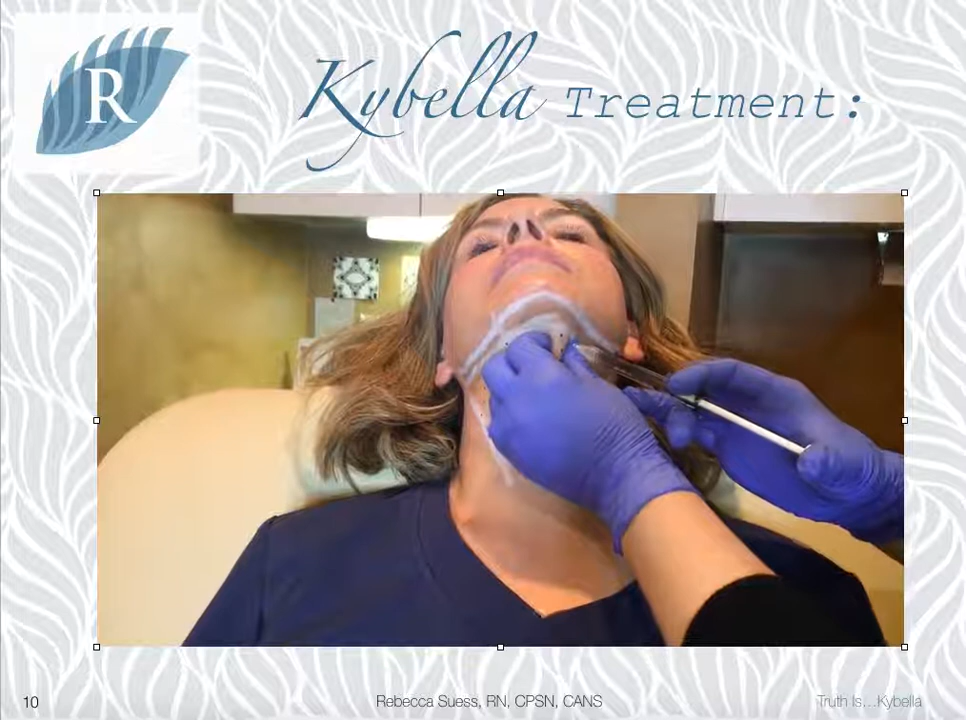 R
Kybella Treatment:
10
Rebecca Suess, RN, CPSN, CANS
Truth Is...Kybella